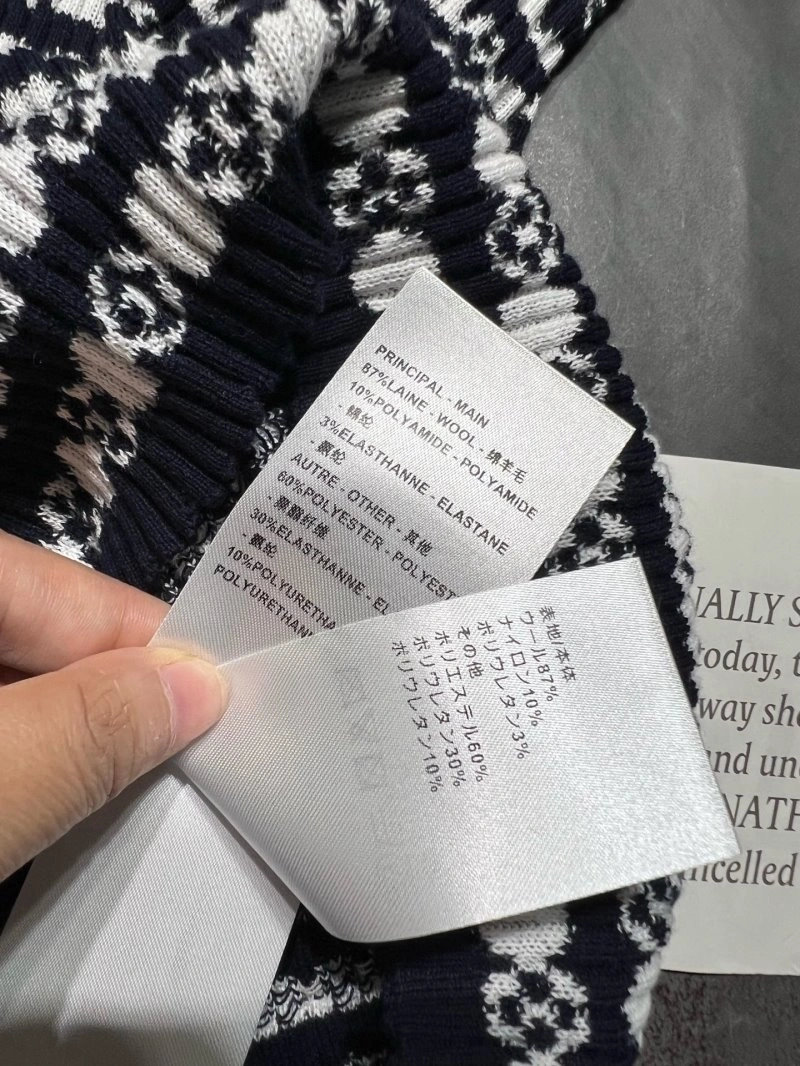 PRINCIPAL - MAIN
87%LAINE - WOOL - 绵羊毛
10%POLYAMIDE - POLYAMIDE
- 锦纶
3%ELASTHANNE - ELASTANE
- 氨纶
AUTRE - OTHER - 其他
60%POLYESTER - POLYEST
- 聚酯纤维
30%ELASTHANNE - EL
- 氨纶
10%POLYURETHA
POLYURETHAN
表地/本体
ウール87%
ナイロン10%
ポリウレタン3%
その他
ポリエステル60%
ポリウレタン30%
ポリウレタン10%
ALLY S
today, t
way sh
nd un
NATH
ncelled